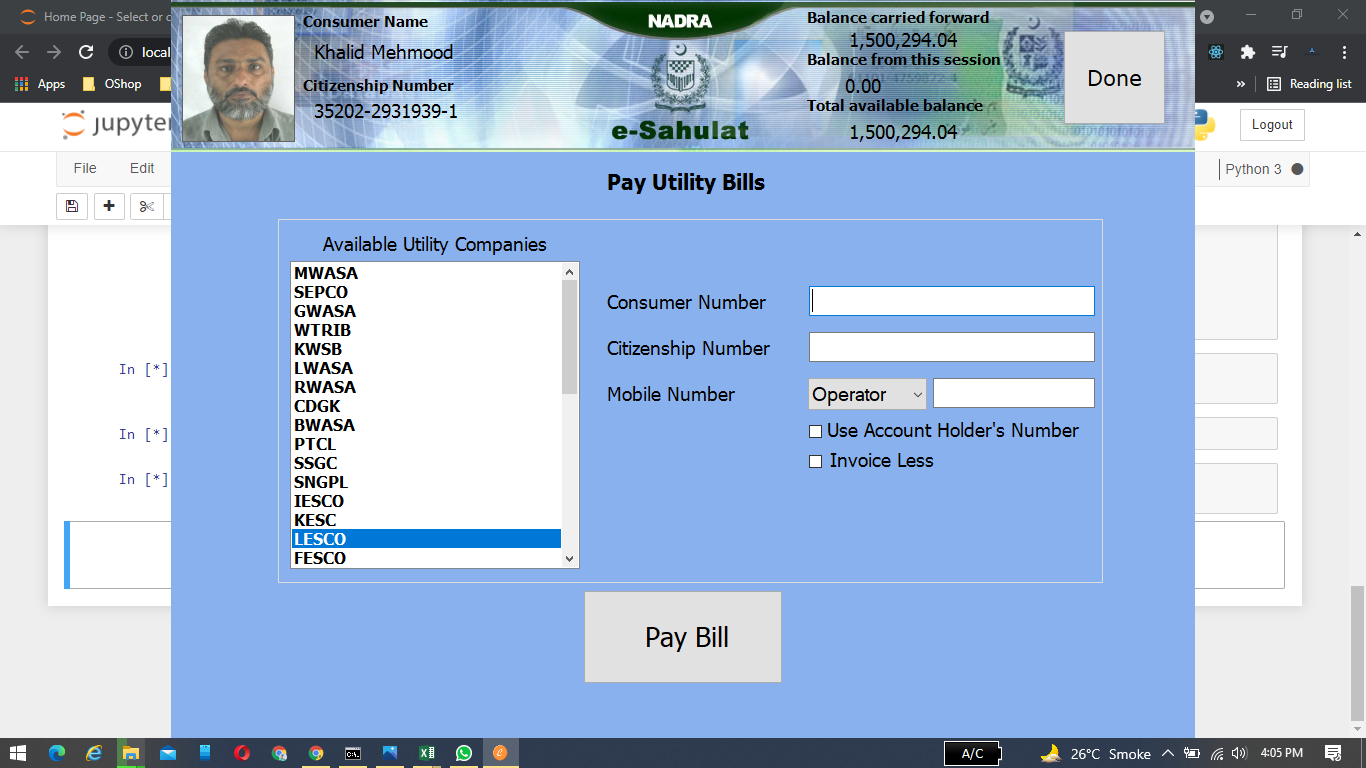 Home Page - Select or c
local
Apps
OShop
Reading list
Consumer Name
Khalid Mehmood
Citizenship Number
35202-2931939-1
NADRA
e-Sahulat
Balance carried forward
1,500,294.04
Balance from this session
0.00
Total available balance
1,500,294.04
Done
jupyter
Logout
File
Edit
Python 3
Pay Utility Bills
Available Utility Companies
MWASA
SEPCO
GWASA
WTRIB
KWSB
LWASA
RWASA
CDGK
BWASA
PTCL
SSGC
SNGPL
IESCO
KESC
LESCO
FESCO
Consumer Number
Citizenship Number
Mobile Number
Operator
Use Account Holder's Number
Invoice Less
In [*]
In [*]
In [*]
Pay Bill
A/C
26°C Smoke
4:05 PM